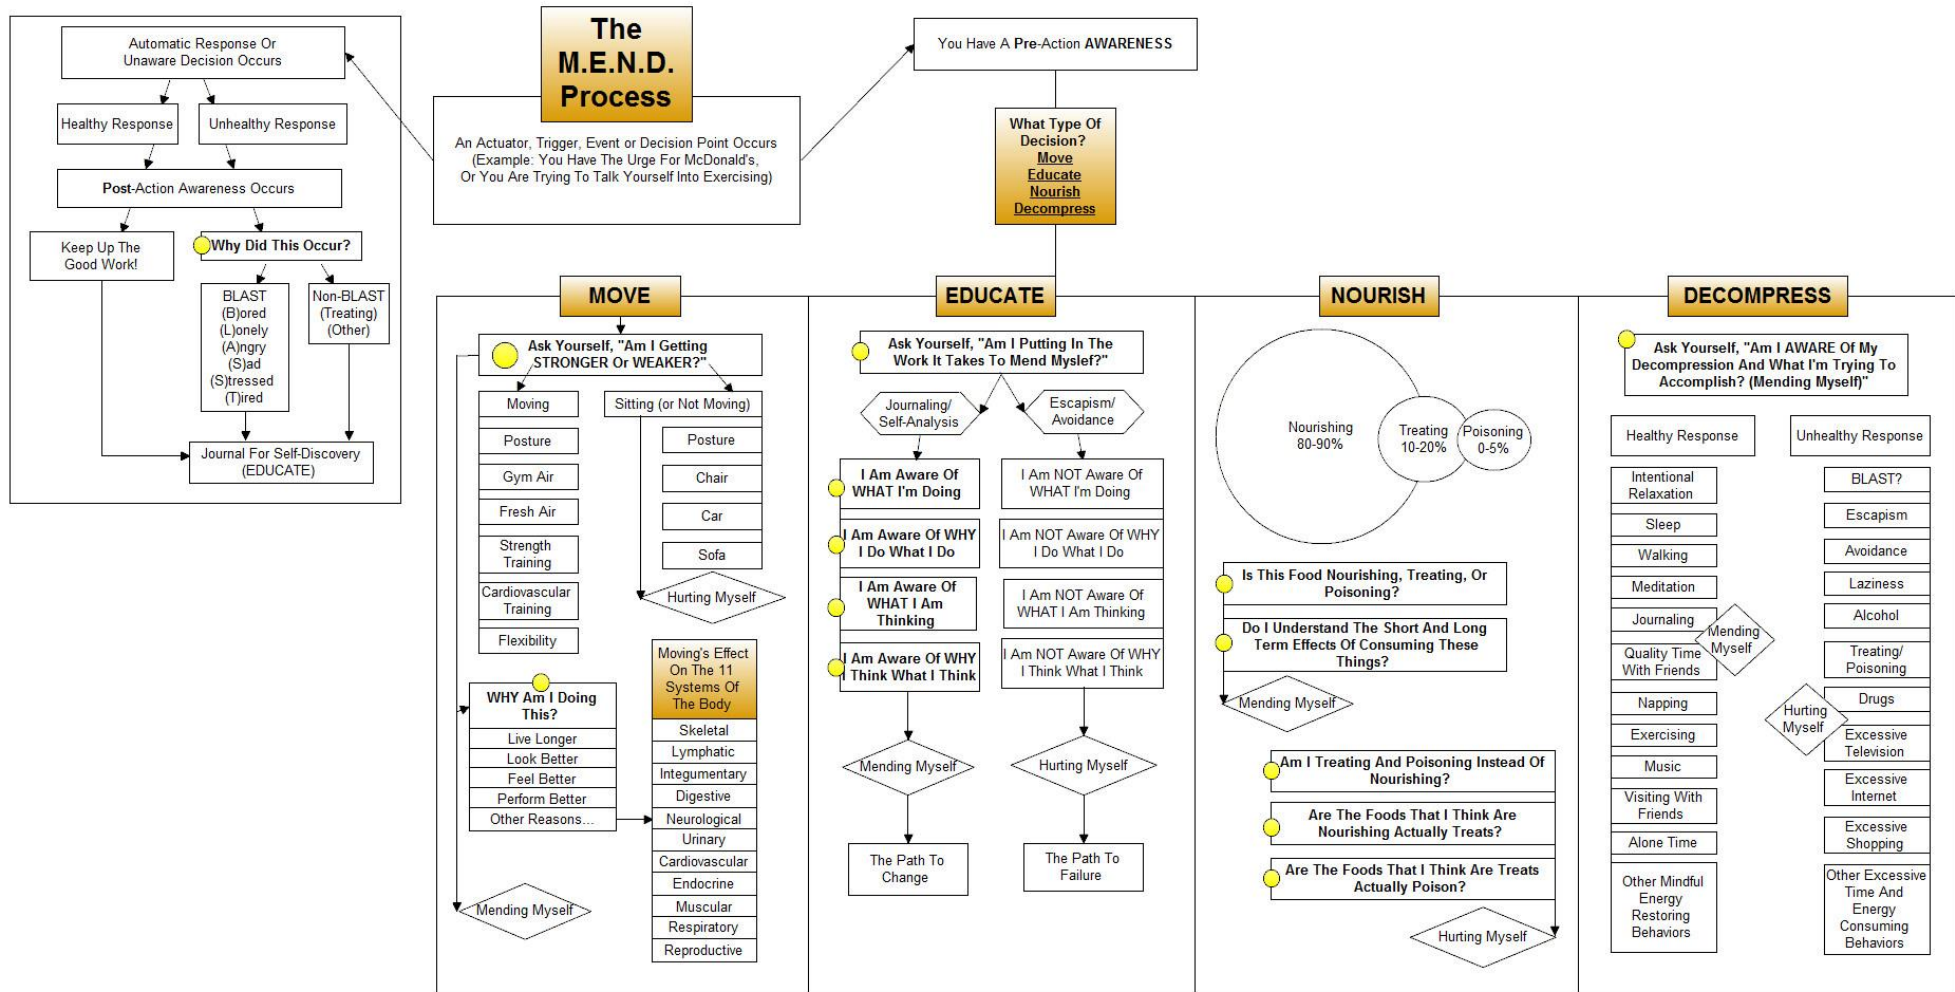 The
M.E.N.D.
Process
An Actuator, Trigger, Event or Decision Point Occurs
(Example: You Have The Urge For McDonald's,
Or You Are Trying To Talk Yourself Into Exercising)
Automatic Response Or
Unaware Decision Occurs
Healthy Response
Unhealthy Response
Post-Action Awareness Occurs
Keep Up The
Good Work!
Why Did This Occur?
BLAST
(B)ored
(L)onely
(A)ngry
(S)ad
(S)tressed
(T)ired
Non-BLAST
(Treating)
(Other)
Journal For Self-Discovery
(EDUCATE)
You Have A Pre-Action AWARENESS
What Type Of
Decision?
Move
Educate
Nourish
Decompress
MOVE
Ask Yourself, "Am I Getting
STRONGER Or WEAKER?"
Moving
Posture
Gym Air
Fresh Air
Strength
Training
Cardiovascular
Training
Flexibility
Sitting (or Not Moving)
Posture
Chair
Car
Sofa
Hurting Myself
WHY Am I Doing
This?
Live Longer
Look Better
Feel Better
Perform Better
Other Reasons...
Mending Myself
Moving's Effect
On The 11
Systems Of
The Body
Skeletal
Lymphatic
Integumentary
Digestive
Neurological
Urinary
Cardiovascular
Endocrine
Muscular
Respiratory
Reproductive
EDUCATE
Ask Yourself, "Am I Putting In The
Work It Takes To Mend Myslef?"
Journaling/
Self-Analysis
Escapism/
Avoidance
I Am Aware Of
WHAT I'm Doing
I Am Aware Of WHY
I Do What I Do
I Am Aware Of
WHAT I Am
Thinking
I Am Aware Of WHY
I Think What I Think
Mending Myself
The Path To
Change
I Am NOT Aware Of
WHAT I'm Doing
I Am NOT Aware Of WHY
I Do What I Do
I Am NOT Aware Of
WHAT I Am Thinking
I Am NOT Aware Of WHY
I Think What I Think
Hurting Myself
The Path To
Failure
NOURISH
Nourishing
80-90%
Treating
10-20%
Poisoning
0-5%
Is This Food Nourishing, Treating, Or
Poisoning?
Do I Understand The Short And Long
Term Effects Of Consuming These
Things?
Mending Myself
Am I Treating And Poisoning Instead Of
Nourishing?
Are The Foods That I Think Are
Nourishing Actually Treats?
Are The Foods That I Think Are Treats
Actually Poison?
Hurting Myself
DECOMPRESS
Ask Yourself, "Am I AWARE Of My
Decompression And What I'm Trying To
Accomplish? (Mending Myself)"
Healthy Response
Intentional
Relaxation
Sleep
Walking
Meditation
Journaling
Quality Time
With Friends
Napping
Exercising
Music
Visiting With
Friends
Alone Time
Other Mindful
Energy
Restoring
Behaviors
Mending
Myself
Unhealthy Response
BLAST?
Escapism
Avoidance
Laziness
Alcohol
Treating/
Poisoning
Drugs
Excessive
Television
Excessive
Internet
Excessive
Shopping
Other Excessive
Time And
Energy
Consuming
Behaviors
Hurting
Myself